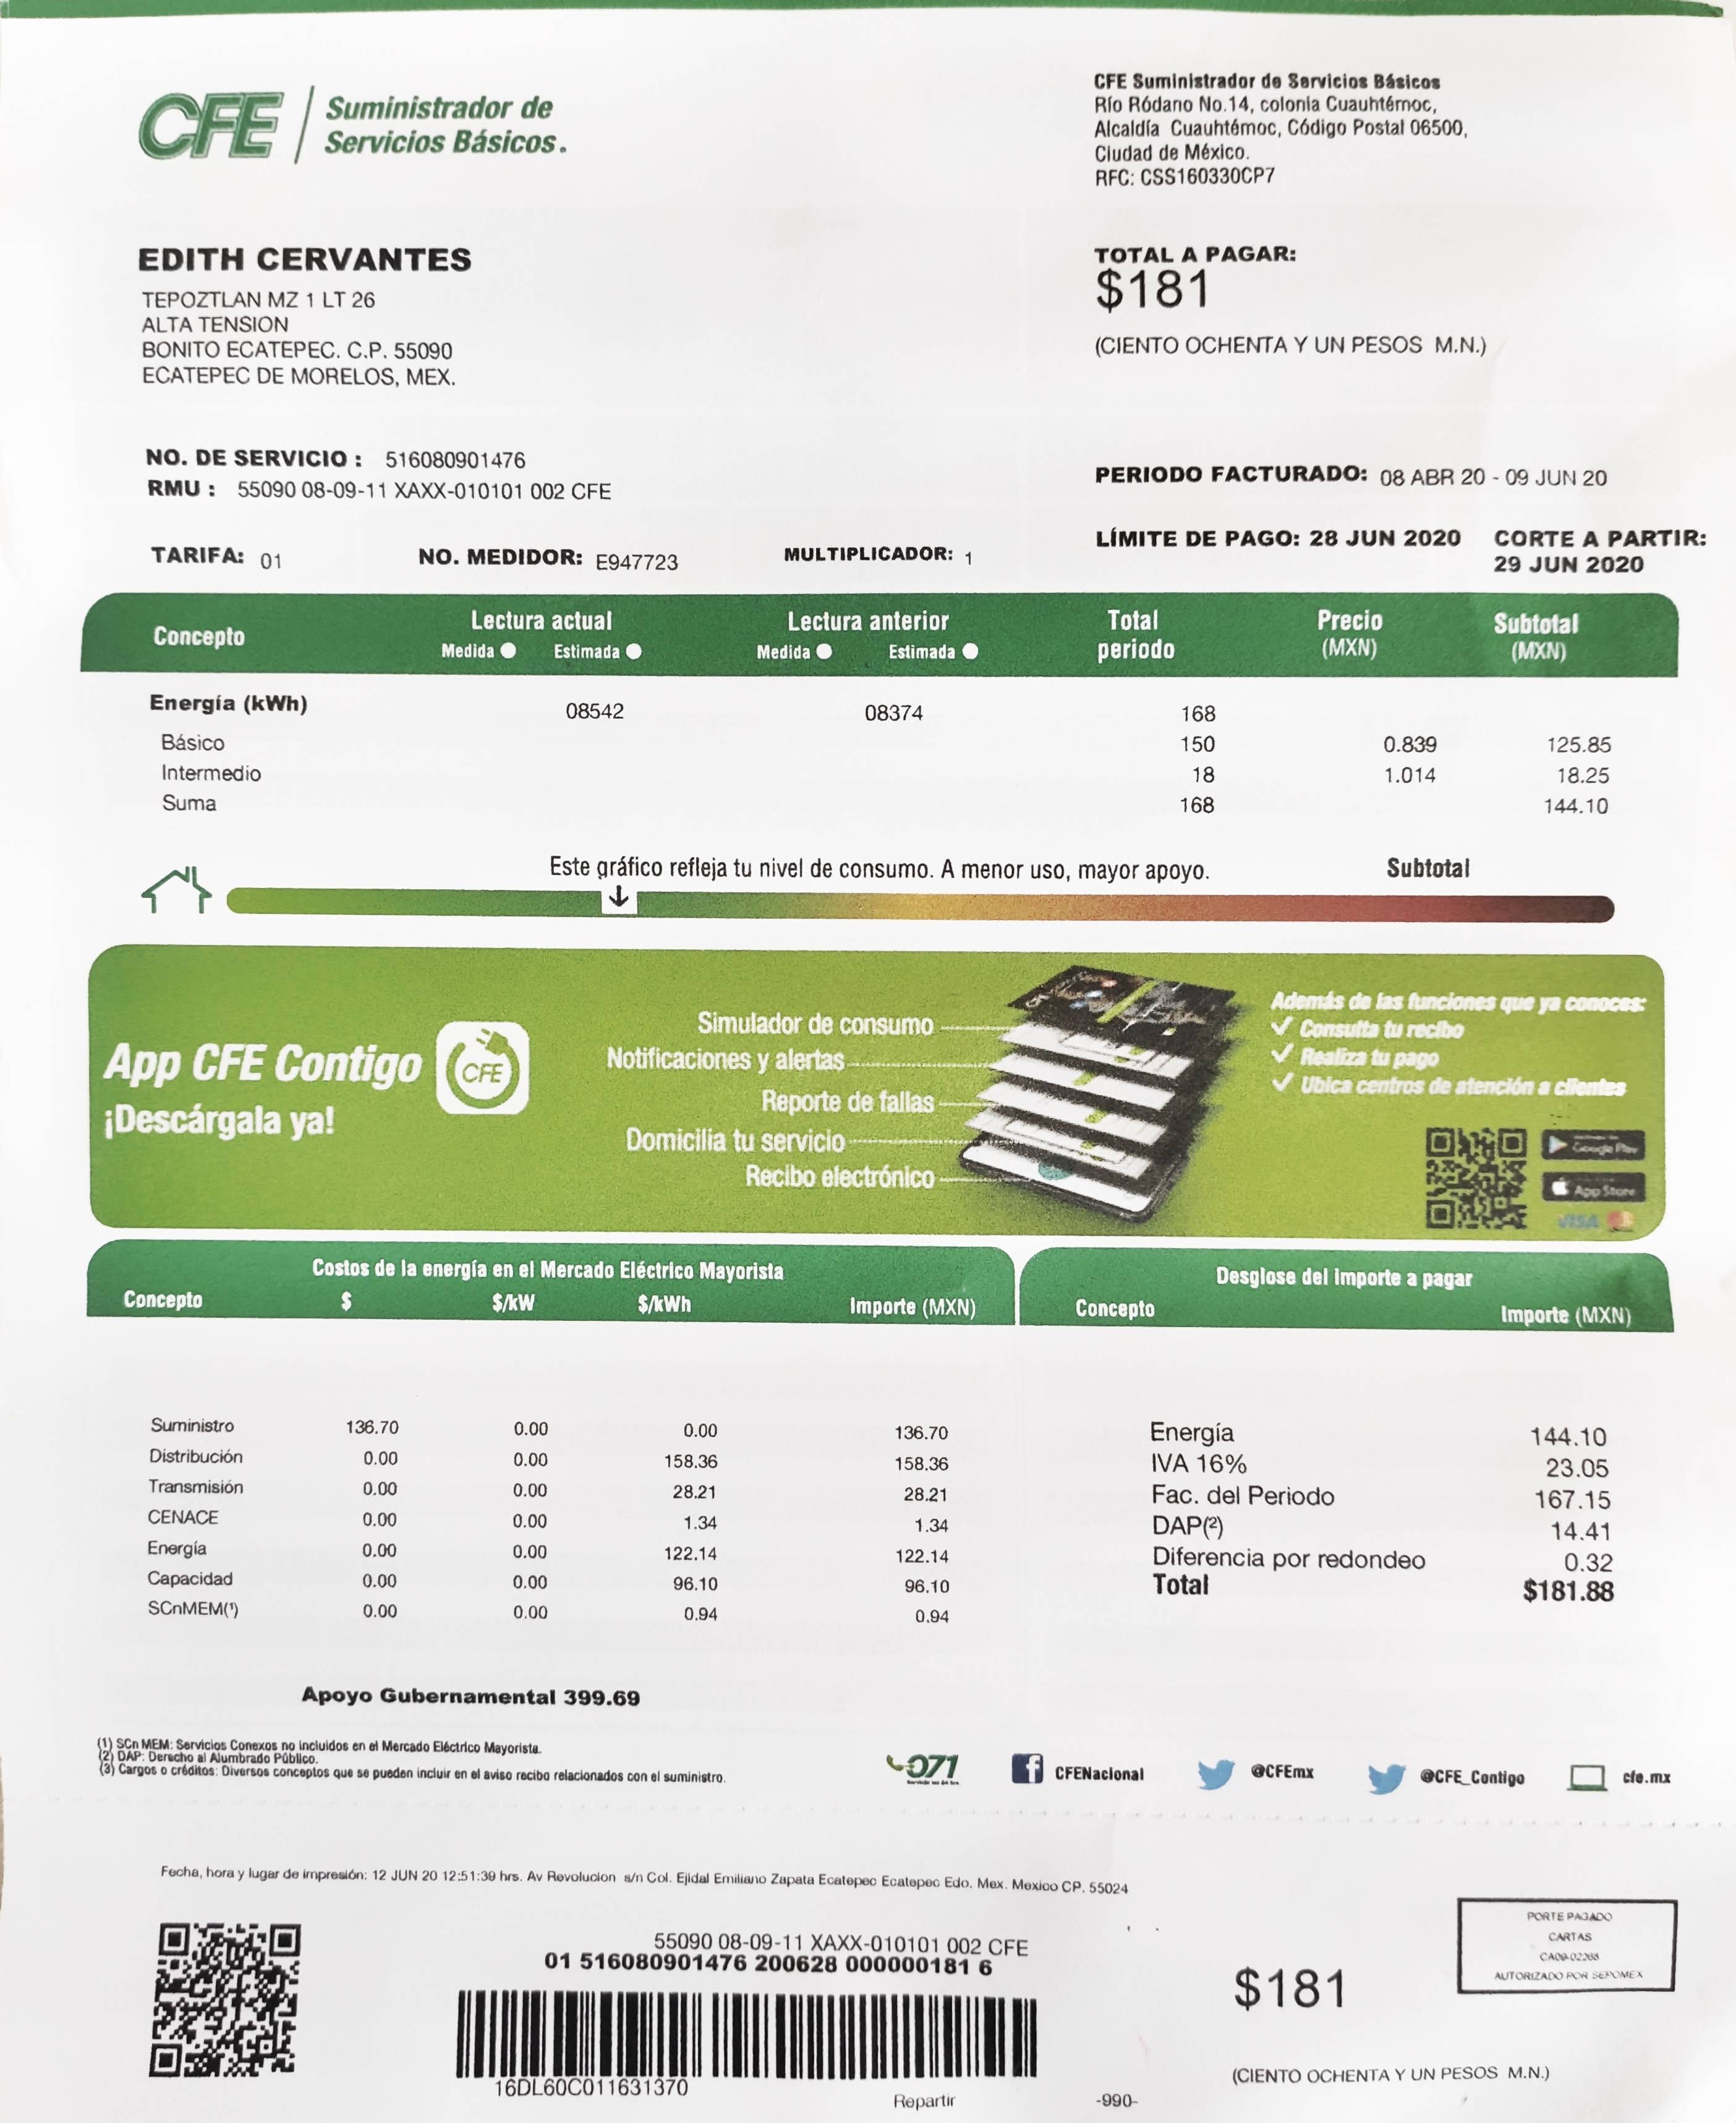 CFE Suministrador de Servicios Básicos.
CFE Suministrador de Servicios Básicos
Río Ródano No.14, colonia Cuauhtémoc,
Alcaldía Cuauhtémoc, Código Postal 06500,
Ciudad de México.
RFC: CSS160330CP7
EDITH CERVANTES
TEPOZTLAN MZ 1 LT 26
ALTA TENSION
BONITO ECATEPEC. C.P. 55090
ECATEPEC DE MORELOS, MEX.
TOTAL A PAGAR:
$181
(CIENTO OCHENTA Y UN PESOS M.N.)
NO. DE SERVICIO : 516080901476
RMU : 55090 08-09-11 XAXX-010101 002 CFE
PERIODO FACTURADO: 08 ABR 20 - 09 JUN 20
TARIFA: 01 NO. MEDIDOR: E947723 MULTIPLICADOR: 1
LÍMITE DE PAGO: 28 JUN 2020 CORTE A PARTIR:
29 JUN 2020
Concepto Lectura actual Lectura anterior Total periodo Precio (MXN) Subtotal (MXN)
Medida Estimada Medida Estimada
Energía (kWh) 08542 08374 168
Básico 150 0.839 125.85
Intermedio 18 1.014 18.25
Suma 168 144.10
Este gráfico refleja tu nivel de consumo. A menor uso, mayor apoyo. Subtotal
App CFE Contigo
¡Descárgala ya!
CFE
Simulador de consumo
Notificaciones y alertas
Reporte de fallas
Domicilia tu servicio
Recibo electrónico
Además de las funciones que ya conoces:
Consulta tu recibo
Realiza tu pago
Ubica centros de atención a clientes
Google Play
App Store
VISA
Costos de la energía en el Mercado Eléctrico Mayorista
Concepto $ $/kW $/kWh Importe (MXN)
Suministro 136.70 0.00 0.00 136.70
Distribución 0.00 0.00 158.36 158.36
Transmisión 0.00 0.00 28.21 28.21
CENACE 0.00 0.00 1.34 1.34
Energía 0.00 0.00 122.14 122.14
Capacidad 0.00 0.00 96.10 96.10
SCnMEM(¹) 0.00 0.00 0.94 0.94
Desglose del importe a pagar
Concepto Importe (MXN)
Energía 144.10
IVA 16% 23.05
Fac. del Periodo 167.15
DAP(²) 14.41
Diferencia por redondeo 0.32
Total $181.88
Apoyo Gubernamental 399.69
(1) SCn MEM: Servicios Conexos no incluidos en el Mercado Eléctrico Mayorista.
(2) DAP: Derecho al Alumbrado Público.
(3) Cargos o créditos: Diversos conceptos que se pueden incluir en el aviso recibo relacionados con el suministro.
071
CFENacional
@CFEmx
@CFE_Contigo
cfe.mx
Fecha, hora y lugar de impresión: 12 JUN 20 12:51:39 hrs. Av Revolucion s/n Col. Ejidal Emiliano Zapata Ecatepec Ecatepec Edo. Mex. Mexico CP. 55024
55090 08-09-11 XAXX-010101 002 CFE
01 516080901476 200628 000000181 6
16DL60C011631370
Repartir
-990-
$181
(CIENTO OCHENTA Y UN PESOS M.N.)
PORTE PAGADO
CARTAS
AUTORIZADO POR SEPOMEX